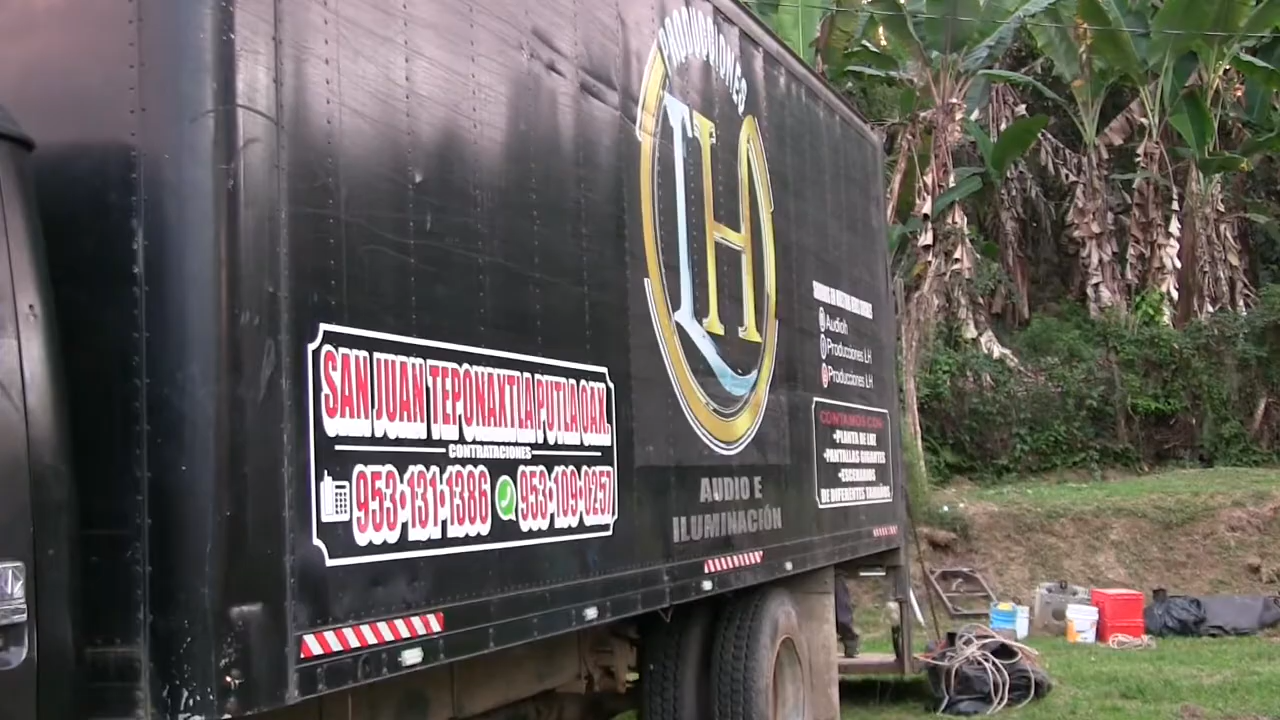 PRODUCCIONES
LH
SAN JUAN TEPONAXTLA PUTLA OAX.
CONTRATACIONES
953•131•1386 953•109•0257
AUDIO E
ILUMINACIÓN
Audiolh
Producciones LH
Producciones LH
CONTAMOS CON
•PLANTA DE LUZ
•PANTALLAS GIGANTES
•ESCENARIOS
DE DIFERENTES TAMAÑOS